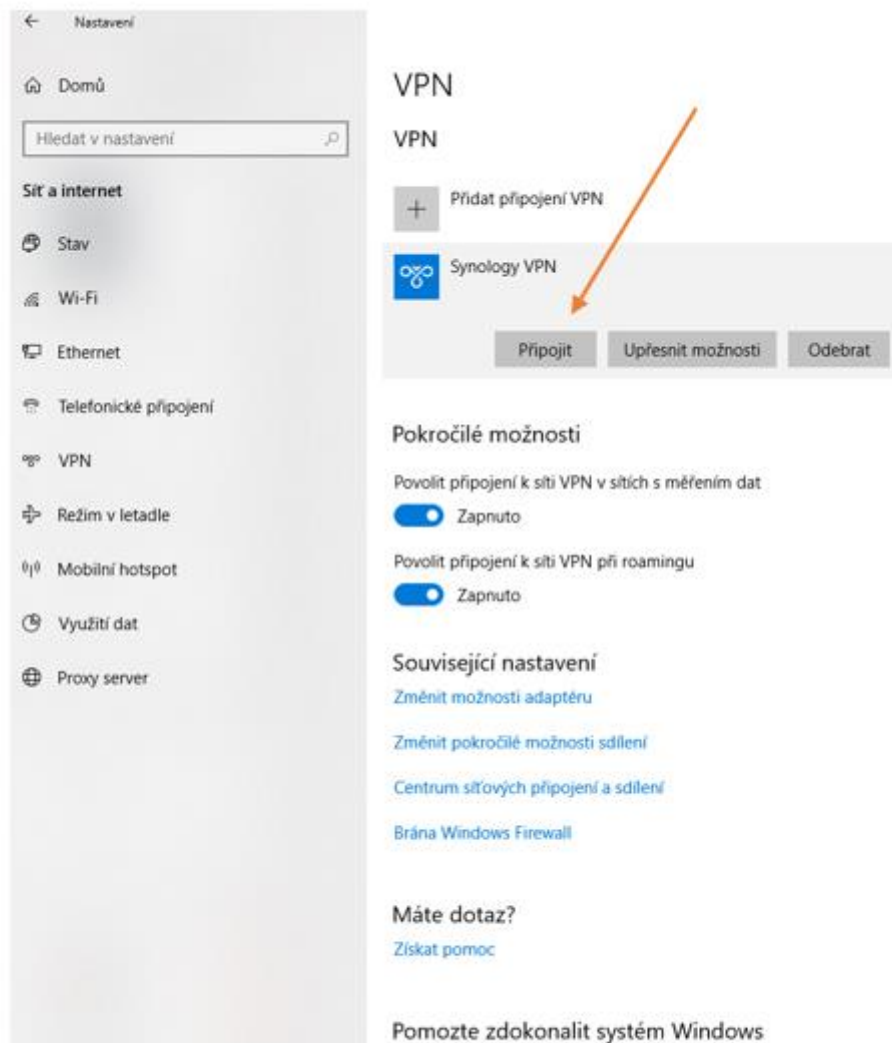 Nastavení
Domů
Hledat v nastavení
Síť a internet
Stav
Wi-Fi
Ethernet
Telefonické připojení
VPN
Režim v letadle
Mobilní hotspot
Využití dat
Proxy server
VPN
VPN
Přidat připojení VPN
Synology VPN
Připojit Upřesnit možnosti Odebrat
Pokročilé možnosti
Povolit připojení k síti VPN v sítích s měřením dat
Zapnuto
Povolit připojení k síti VPN při roamingu
Zapnuto
Související nastavení
Změnit možnosti adaptéru
Změnit pokročilé možnosti sdílení
Centrum síťových připojení a sdílení
Brána Windows Firewall
Máte dotaz?
Získat pomoc
Pomozte zdokonalit systém Windows